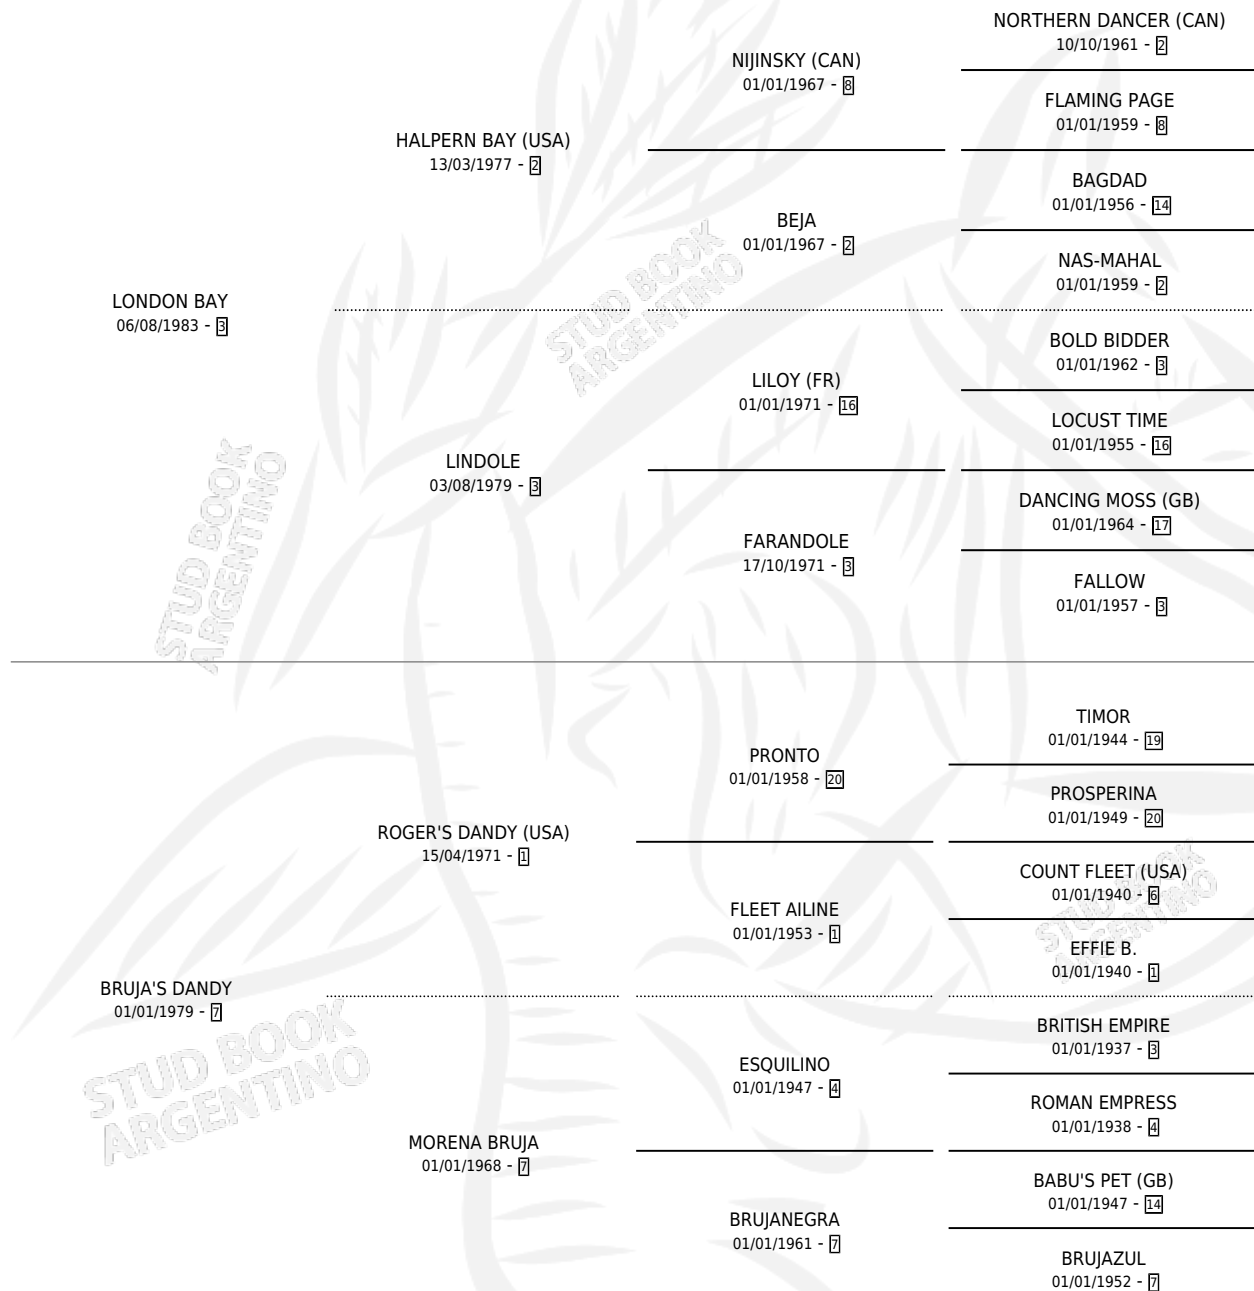 NORTHERN DANCER (CAN)
10/10/1961 - 2
NIJINSKY (CAN)
01/01/1967 - 8
FLAMING PAGE
01/01/1959 - 8
HALPERN BAY (USA)
13/03/1977 - 2
BAGDAD
01/01/1956 - 14
BEJA
01/01/1967 - 2
NAS-MAHAL
01/01/1959 - 2
LONDON BAY
06/08/1983 - 3
BOLD BIDDER
01/01/1962 - 3
LILOY (FR)
01/01/1971 - 16
LOCUST TIME
01/01/1955 - 16
LINDOLE
03/08/1979 - 3
DANCING MOSS (GB)
01/01/1964 - 17
FARANDOLE
17/10/1971 - 3
FALLOW
01/01/1957 - 3
TIMOR
01/01/1944 - 19
PRONTO
01/01/1958 - 20
PROSPERINA
01/01/1949 - 20
ROGER'S DANDY (USA)
15/04/1971 - 1
COUNT FLEET (USA)
01/01/1940 - 6
FLEET AILINE
01/01/1953 - 1
EFFIE B.
01/01/1940 - 1
BRUJA'S DANDY
01/01/1979 - 7
BRITISH EMPIRE
01/01/1937 - 3
ESQUILINO
01/01/1947 - 4
ROMAN EMPRESS
01/01/1938 - 4
MORENA BRUJA
01/01/1968 - 7
BABU'S PET (GB)
01/01/1947 - 14
BRUJANEGRA
01/01/1961 - 7
BRUJAZUL
01/01/1952 - 7
STUD BOOK
ARGENTINO
STUD BOOK
ARGENTINO
STUD BOOK
ARGENTINO
STUD BOOK
ARGENTINO